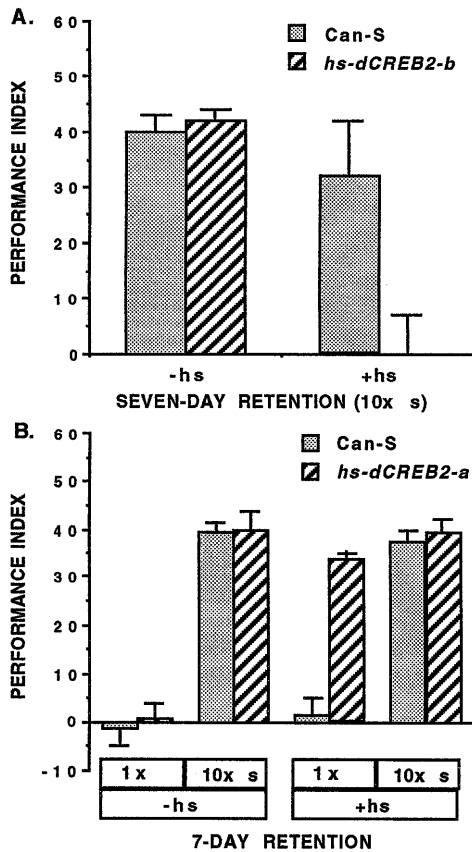 A.
60
50
40
30
20
10
0
PERFORMANCE INDEX
Can-S
hs-dCREB2-b
-hs +hs
SEVEN-DAY RETENTION (10x s)
B.
60
50
40
30
20
10
0
-10
PERFORMANCE INDEX
Can-S
hs-dCREB2-a
1x 10x s 1x 10x s
-hs +hs
7-DAY RETENTION